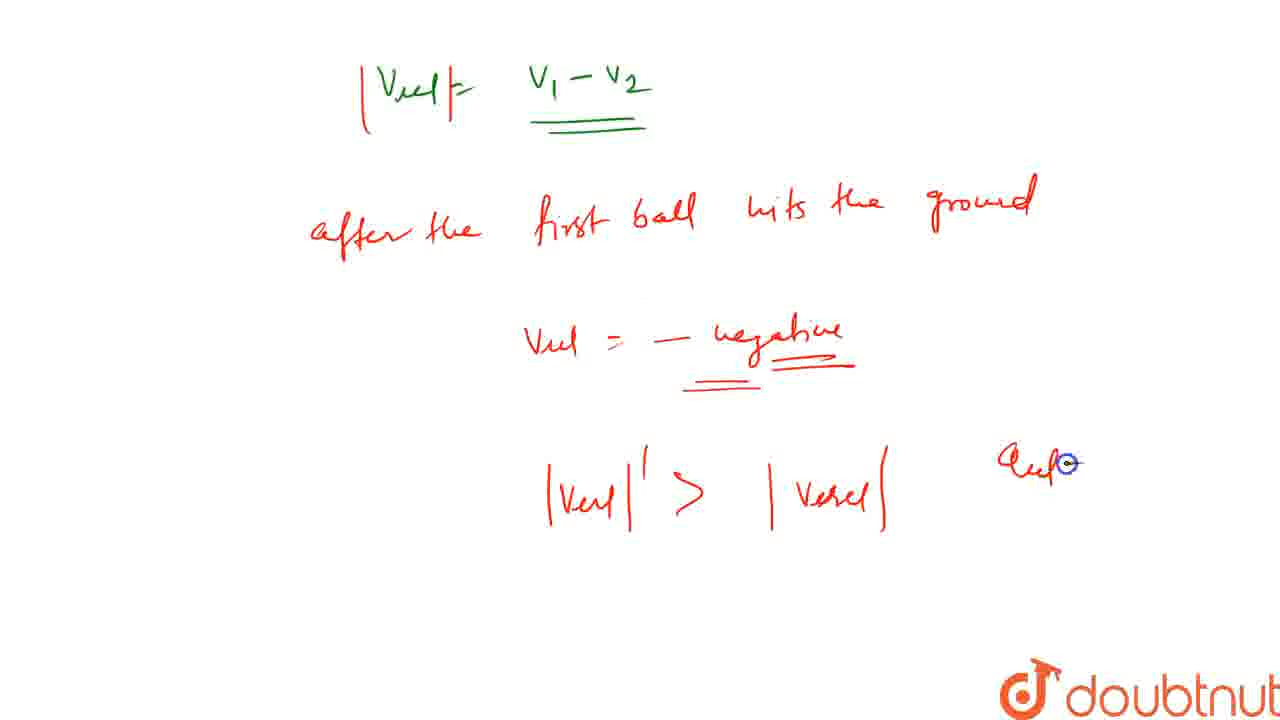 |Vrel| = V₁ - V₂
after the first ball hits the ground
Vrel = - negative
|Vrel|' > |Vrel|
doubtnut